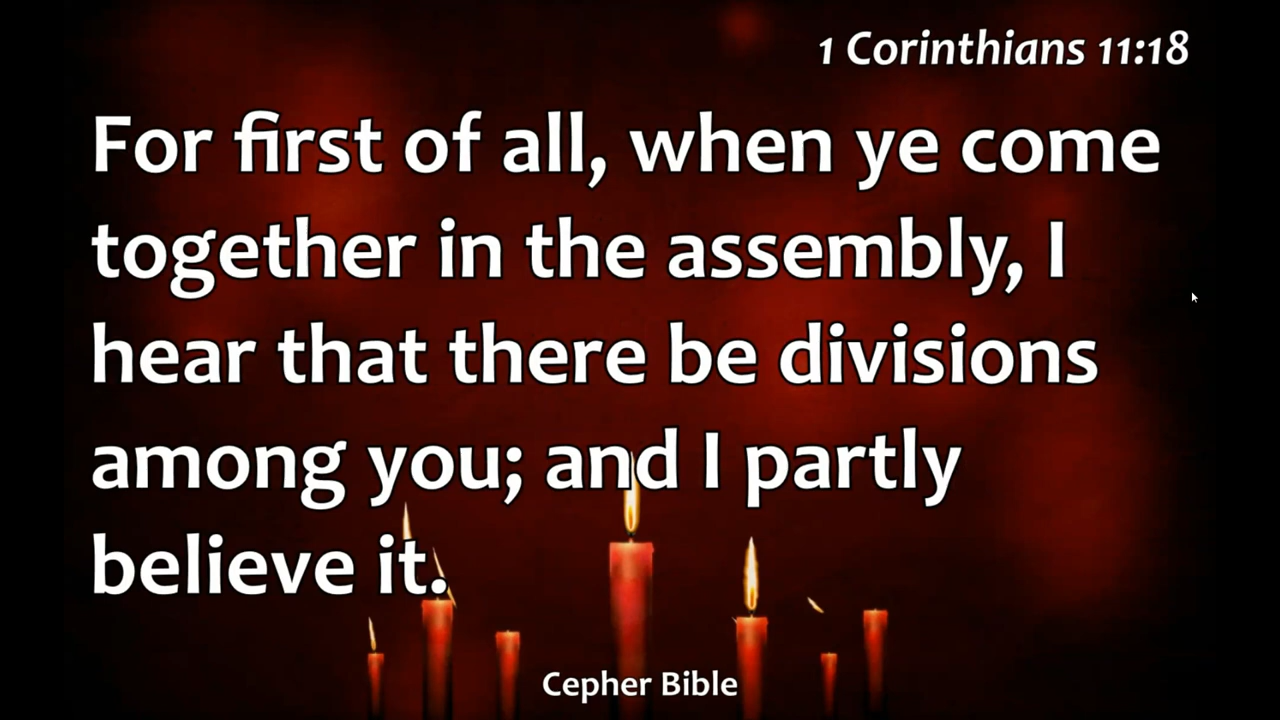 1 Corinthians 11:18
For first of all, when ye come
together in the assembly, I
hear that there be divisions
among you; and I partly
believe it.
Cepher Bible